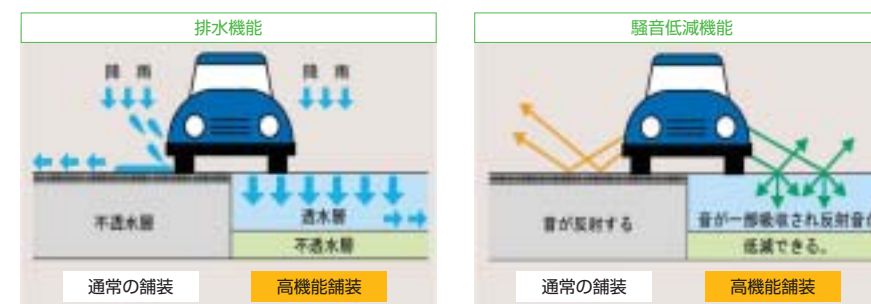 排水機能
降 雨
降 雨
不透水層
透水層
不透水層
通常の舗装
高機能舗装
騒音低減機能
音が反射する
音が一部吸収され反射音が
低減できる。
通常の舗装
高機能舗装